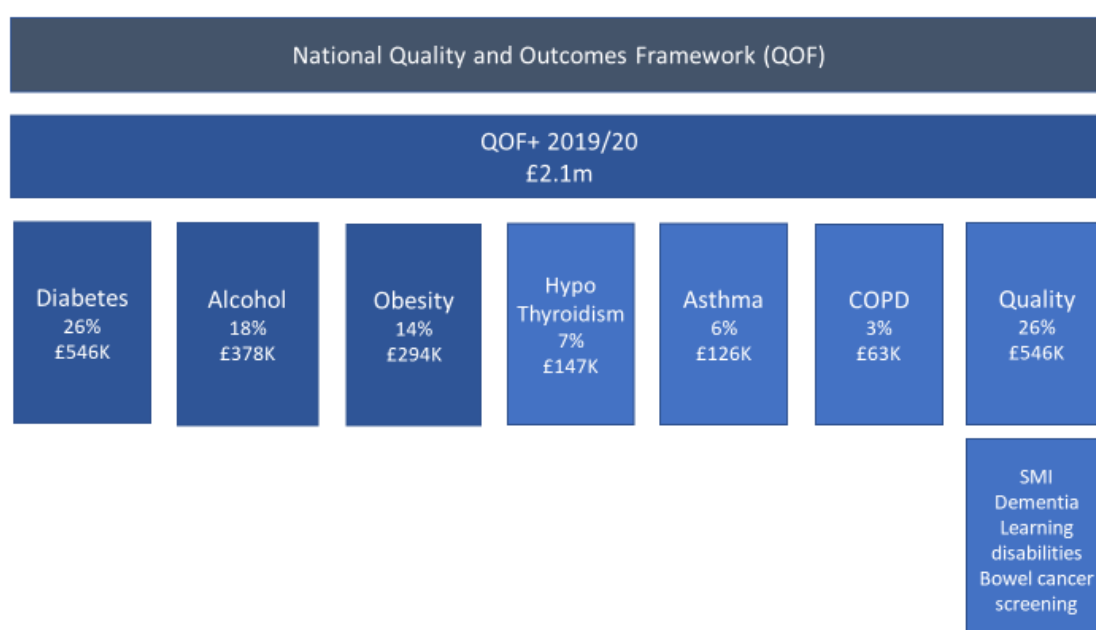 National Quality and Outcomes Framework (QOF)
QOF+ 2019/20
£2.1m
Diabetes
26%
£546K
Alcohol
18%
£378K
Obesity
14%
£294K
Hypo
Thyroidism
7%
£147K
Asthma
6%
£126K
COPD
3%
£63K
Quality
26%
£546K
SMI
Dementia
Learning
disabilities
Bowel cancer
screening